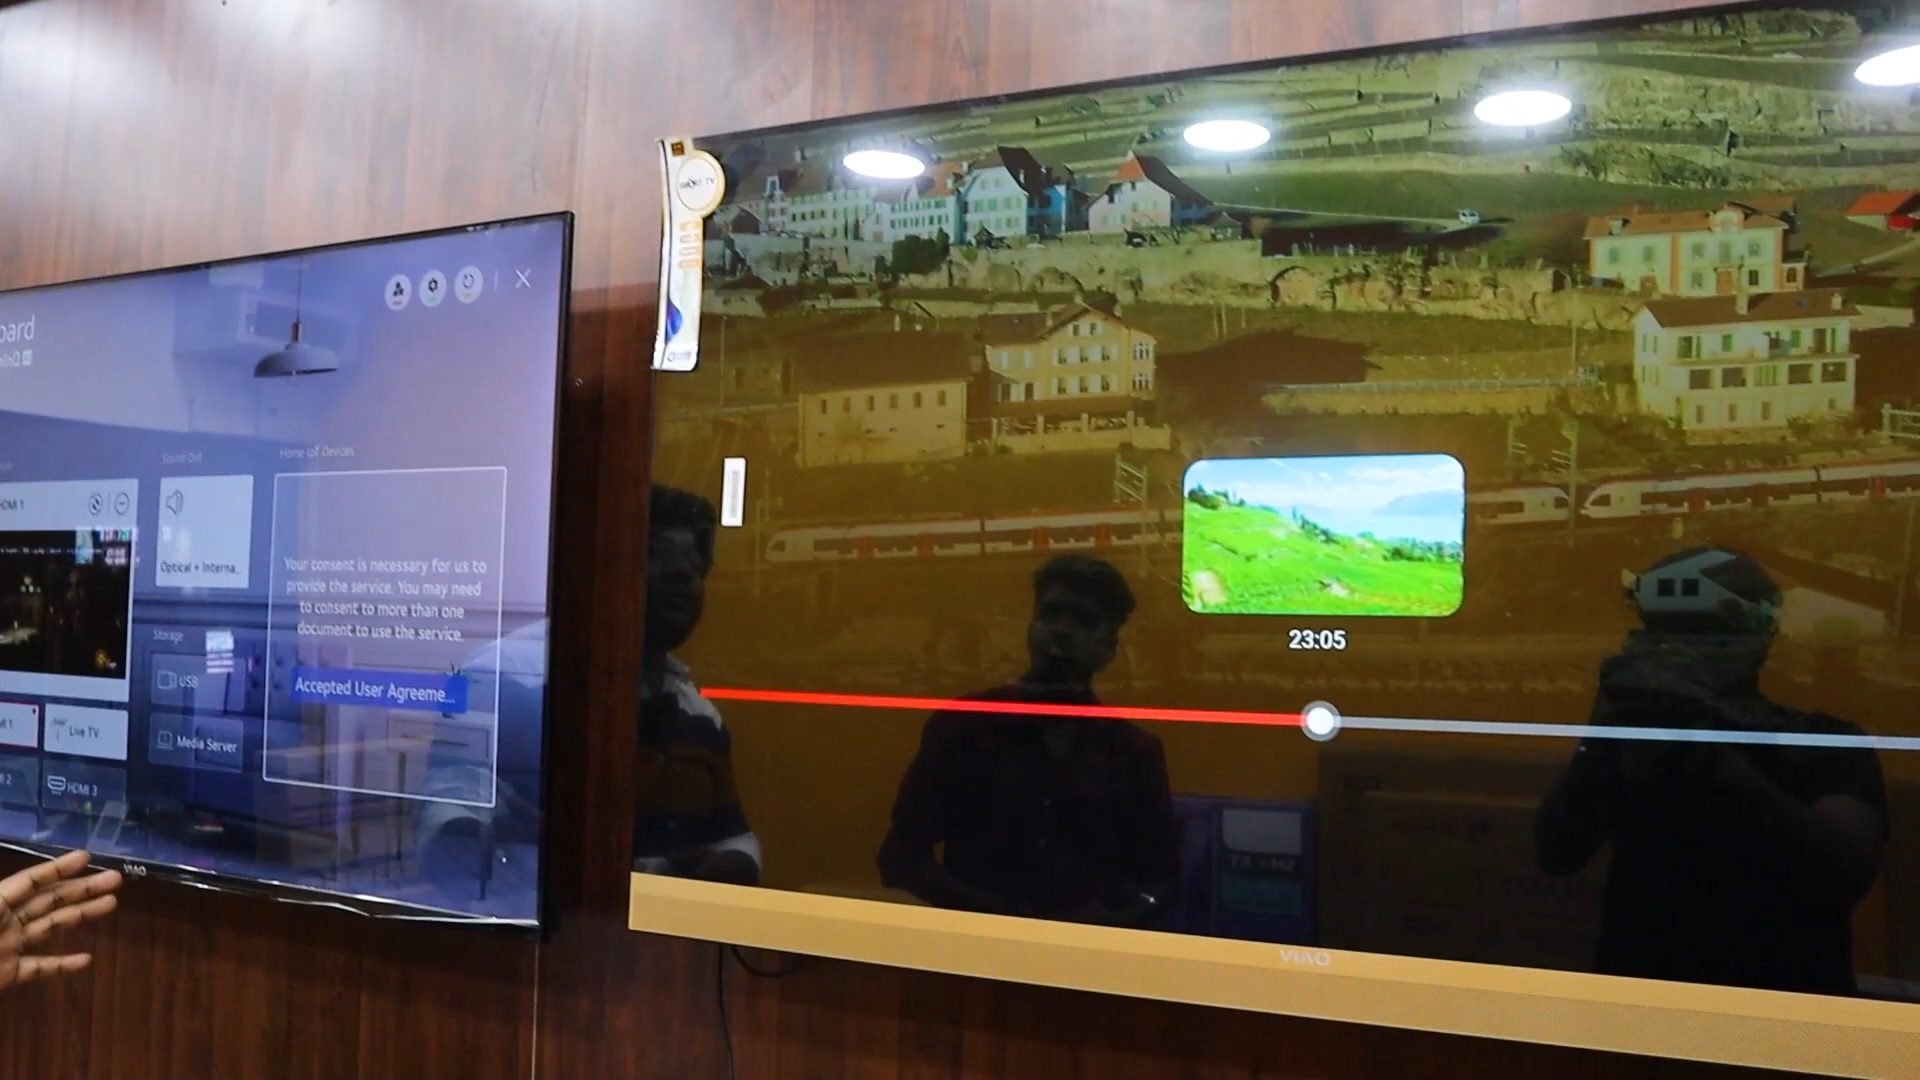 oard
HDMI 1
Sound Out
Optical + Interna...
Home IoT Devices
Your consent is necessary for us to
provide the service. You may need
to consent to more than one
document to use the service.
Accepted User Agreeme...
Storage
USB
Media Server
Live TV
HDMI 3
VIAO
23:05
VIAO